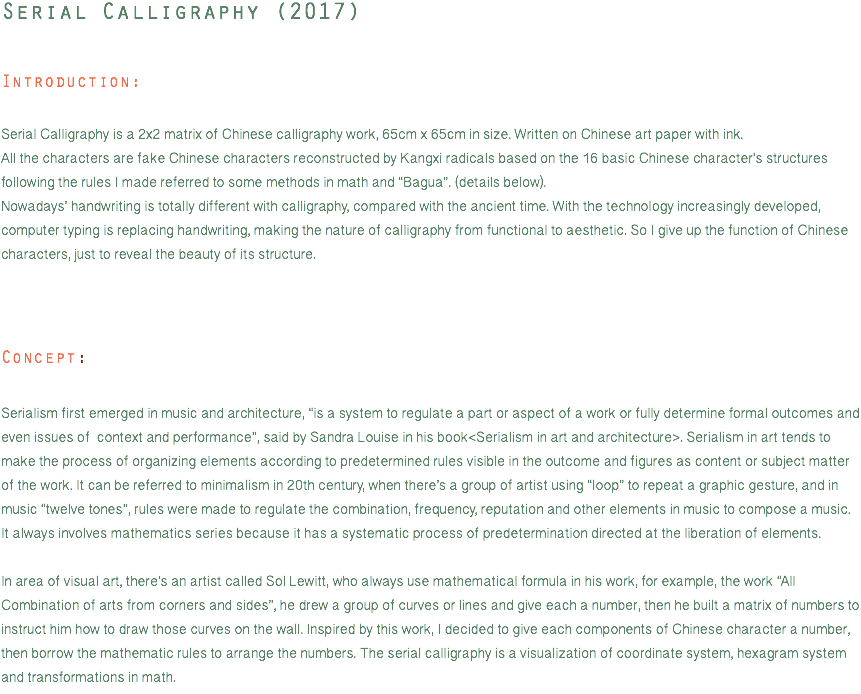 Serial Calligraphy (2017)
Introduction:
Serial Calligraphy is a 2x2 matrix of Chinese calligraphy work, 65cm x 65cm in size. Written on Chinese art paper with ink.
All the characters are fake Chinese characters reconstructed by Kangxi radicals based on the 16 basic Chinese character's structures
following the rules I made referred to some methods in math and “Bagua”. (details below).
Nowadays' handwriting is totally different with calligraphy, compared with the ancient time. With the technology increasingly developed,
computer typing is replacing handwriting, making the nature of calligraphy from functional to aesthetic. So I give up the function of Chinese
characters, just to reveal the beauty of its structure.
Concept:
Serialism first emerged in music and architecture, “is a system to regulate a part or aspect of a work or fully determine formal outcomes and
even issues of  context and performance”, said by Sandra Louise in his book<Serialism in art and architecture>. Serialism in art tends to
make the process of organizing elements according to predetermined rules visible in the outcome and figures as content or subject matter
of the work. It can be referred to minimalism in 20th century, when there's a group of artist using “loop” to repeat a graphic gesture, and in
music “twelve tones”, rules were made to regulate the combination, frequency, reputation and other elements in music to compose a music.
It always involves mathematics series because it has a systematic process of predetermination directed at the liberation of elements.
In area of visual art, there's an artist called Sol Lewitt, who always use mathematical formula in his work, for example, the work “All
Combination of arts from corners and sides”, he drew a group of curves or lines and give each a number, then he built a matrix of numbers to
instruct him how to draw those curves on the wall. Inspired by this work, I decided to give each components of Chinese character a number,
then borrow the mathematic rules to arrange the numbers. The serial calligraphy is a visualization of coordinate system, hexagram system
and transformations in math.